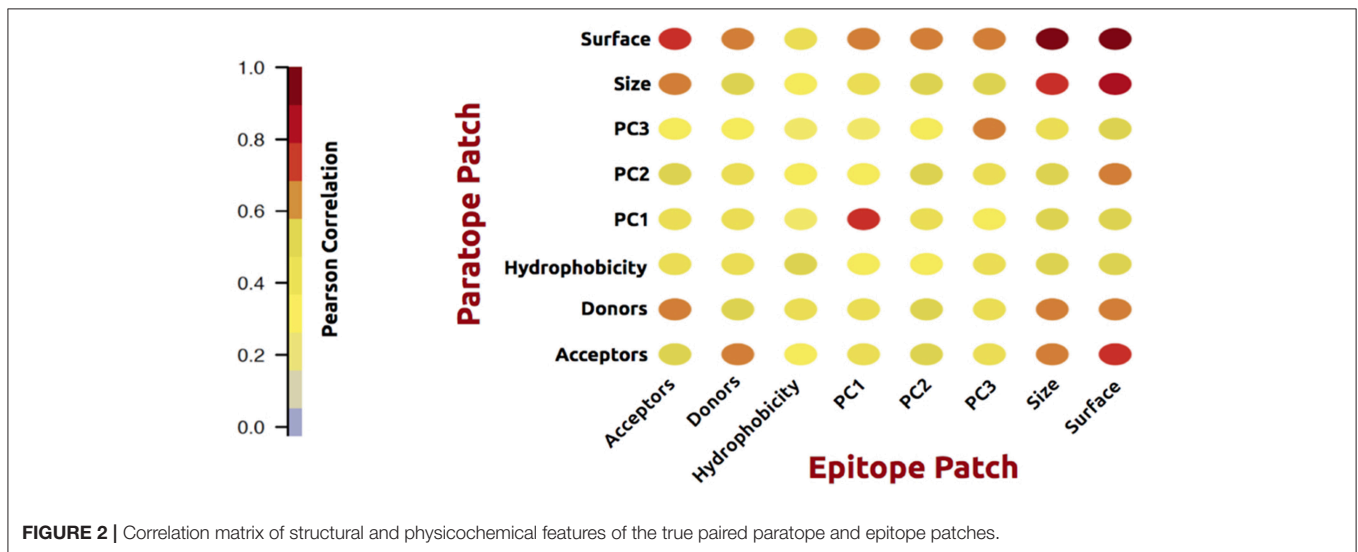 1.0
0.8
0.6
0.4
0.2
0.0
Pearson Correlation
Paratope Patch
Surface
Size
PC3
PC2
PC1
Hydrophobicity
Donors
Acceptors
Acceptors
Donors
Hydrophobicity
PC1
PC2
PC3
Size
Surface
Epitope Patch
FIGURE 2 | Correlation matrix of structural and physicochemical features of the true paired paratope and epitope patches.